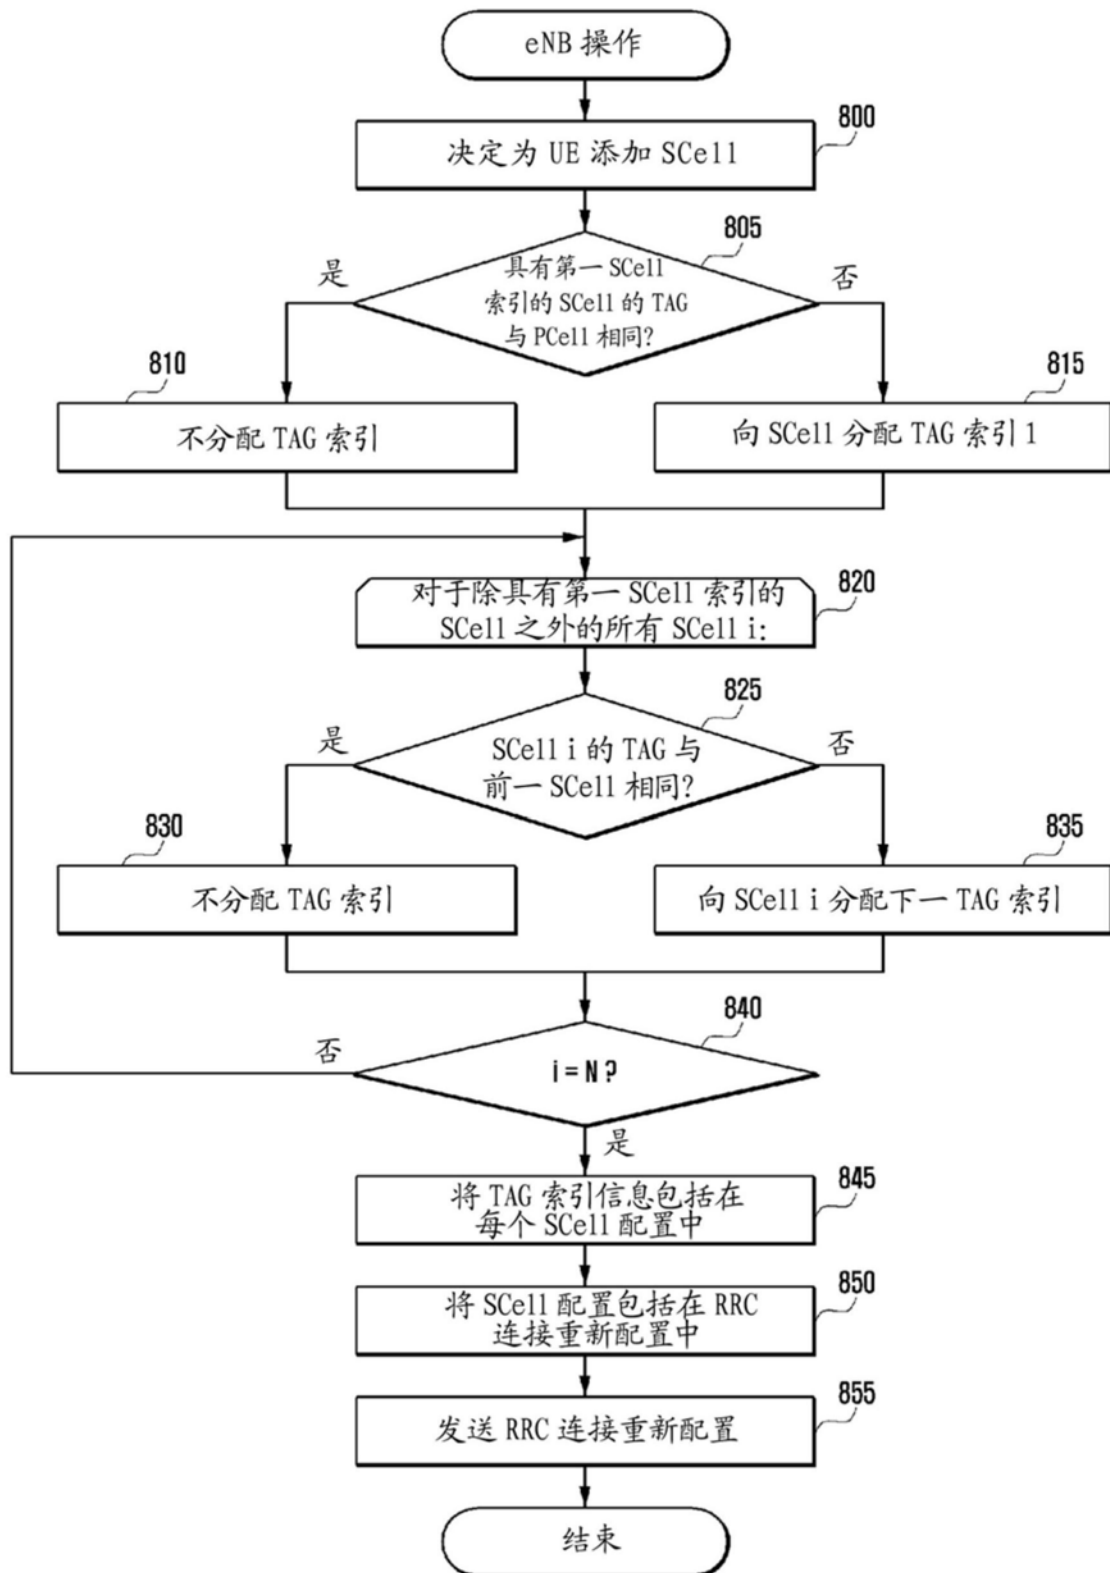 eNB 操作
800
决定为 UE 添加 SCell
805
具有第一 SCell
索引的 SCell 的 TAG
与 PCell 相同?
是
否
810
815
不分配 TAG 索引
向 SCell 分配 TAG 索引 1
820
对于除具有第一 SCell 索引的
SCell 之外的所有 SCell i:
825
SCell i 的 TAG 与
前一 SCell 相同?
是
否
830
835
不分配 TAG 索引
向 SCell i 分配下一 TAG 索引
840
否
i = N ?
是
845
将 TAG 索引信息包括在
每个 SCell 配置中
850
将 SCell 配置包括在 RRC
连接重新配置中
855
发送 RRC 连接重新配置
结束